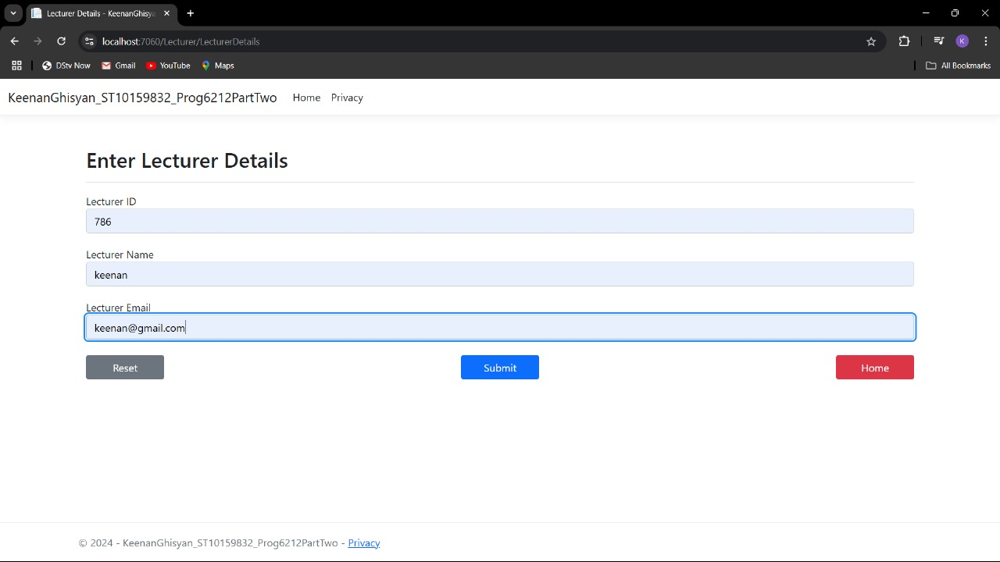 Lecturer Details - KeenanGhisya
localhost:7060/Lecturer/LecturerDetails
K
DStv Now Gmail YouTube Maps All Bookmarks
KeenanGhisyan_ST10159832_Prog6212PartTwo Home Privacy
Enter Lecturer Details
Lecturer ID
786
Lecturer Name
keenan
Lecturer Email
keenan@gmail.com
Reset Submit Home
© 2024 - KeenanGhisyan_ST10159832_Prog6212PartTwo - Privacy